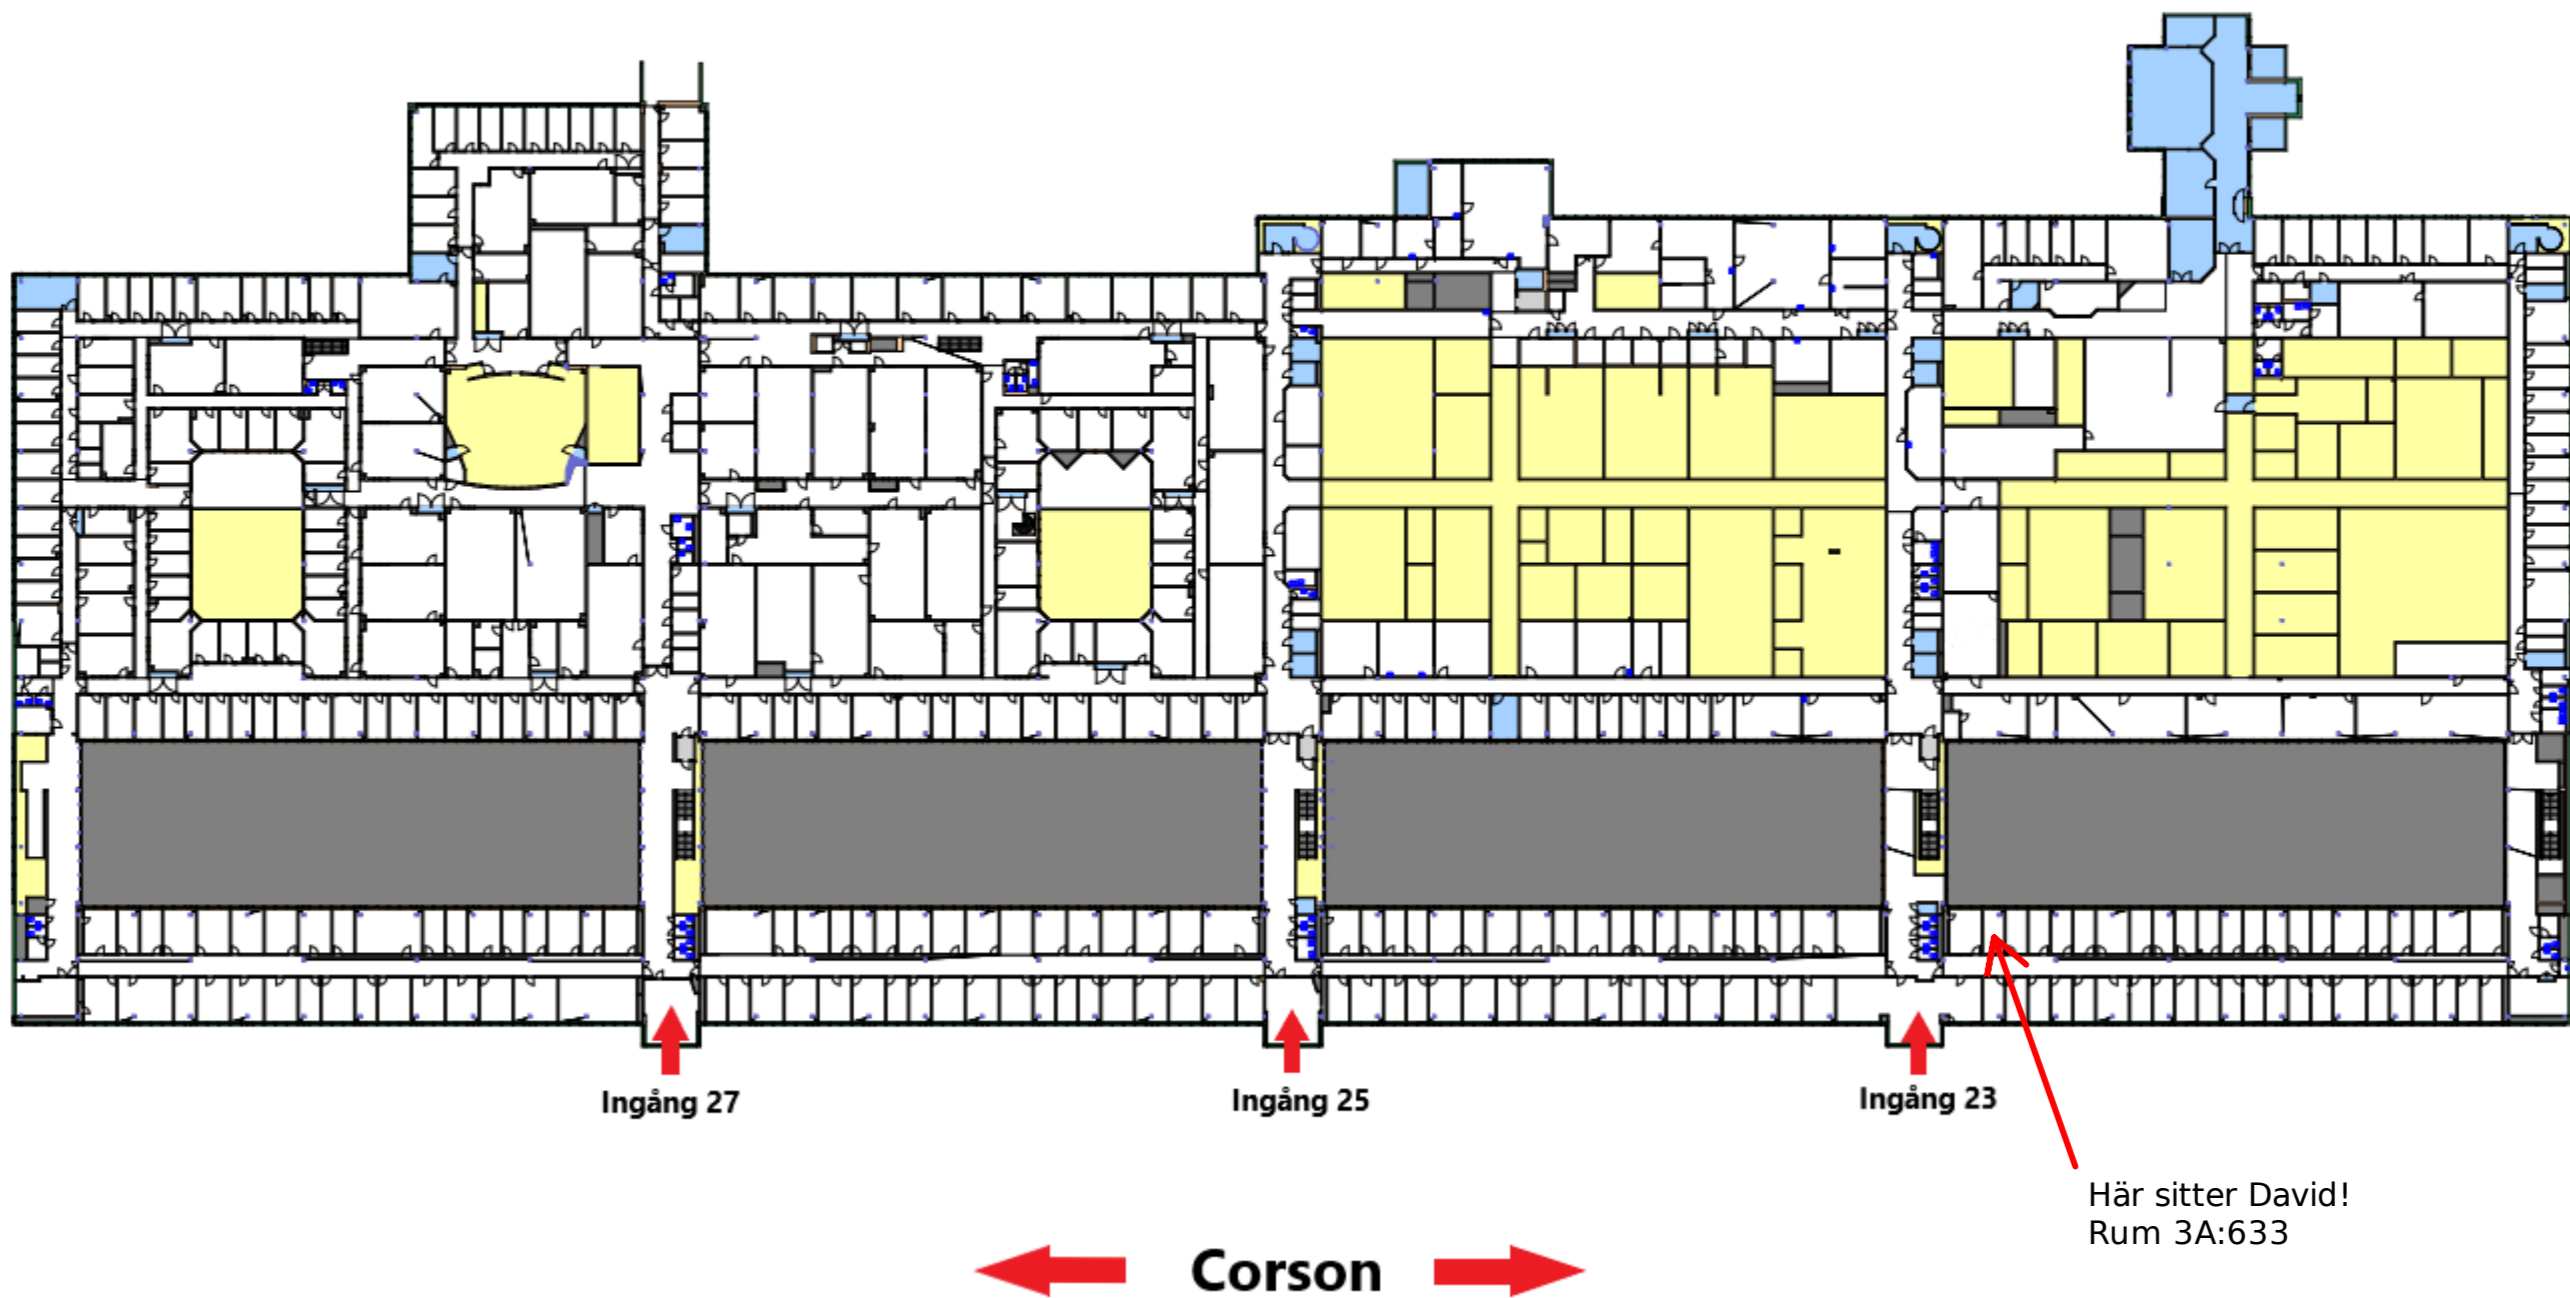 Ingång 27
Ingång 25
Ingång 23
Här sitter David!
Rum 3A:633
Corson